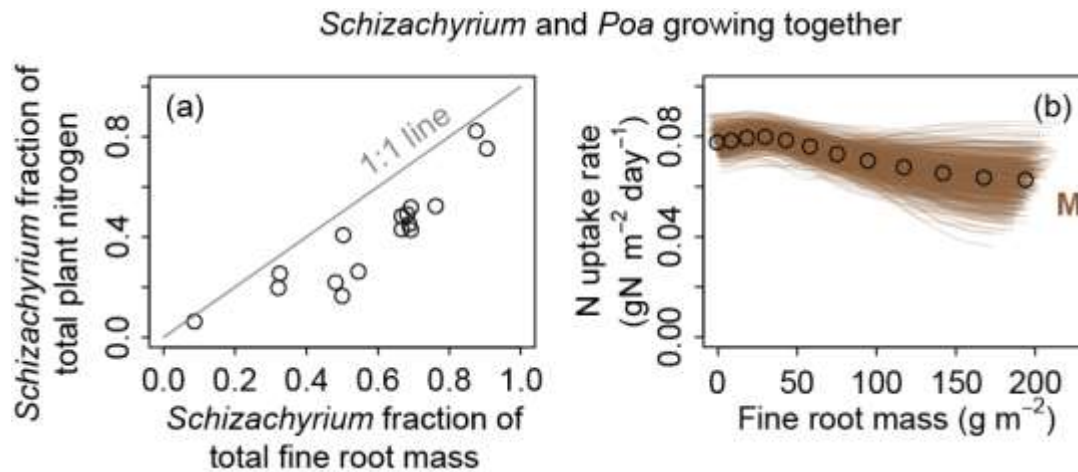 Schizachyrium and Poa growing together
Schizachyrium fraction of
total plant nitrogen
0.0 0.4 0.8
(a)
1:1 line
0.0 0.2 0.4 0.6 0.8 1.0
Schizachyrium fraction of
total fine root mass
N uptake rate
(gN m⁻² day⁻¹)
0.00 0.04 0.08
(b)
M
0 50 100 150 200
Fine root mass (g m⁻²)